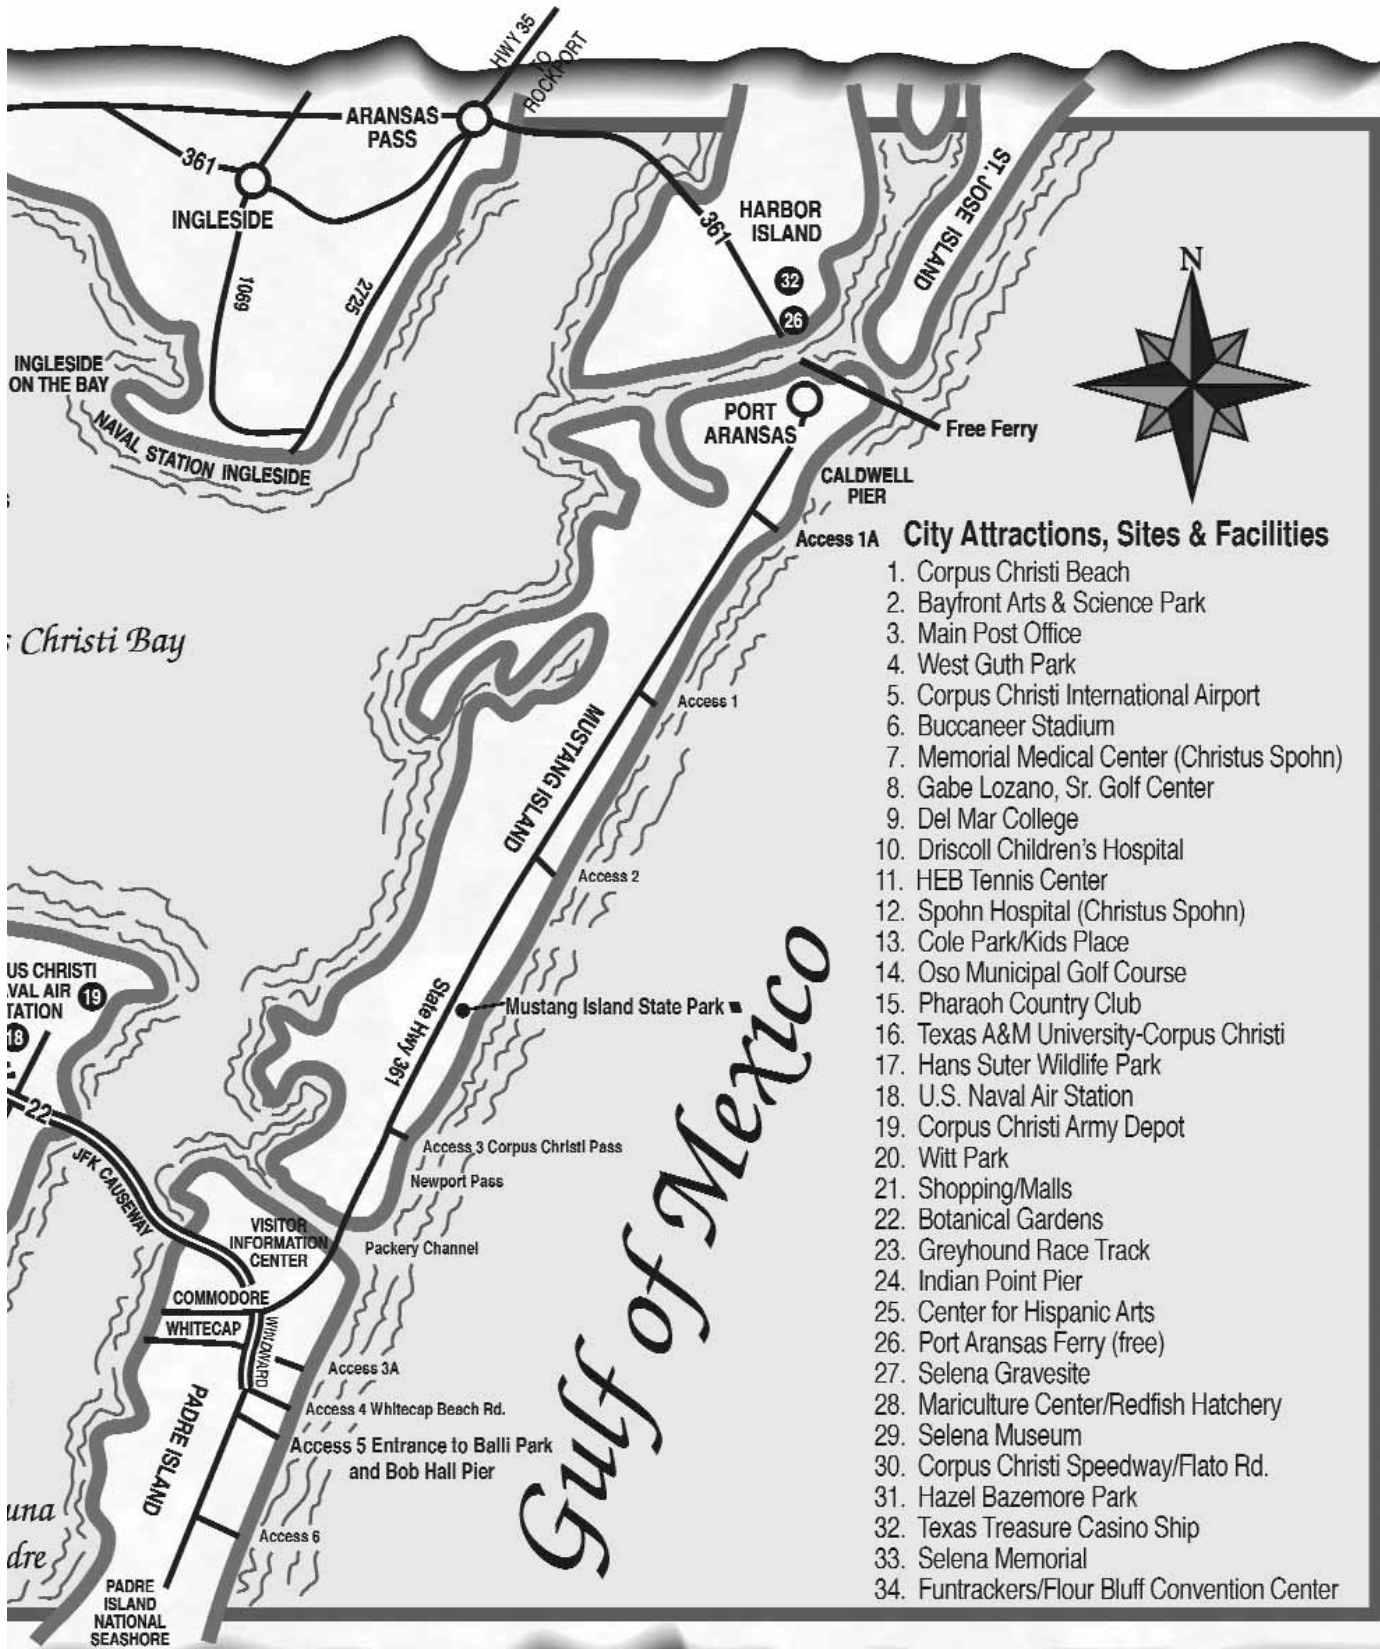 HWY 35
TO
ROCKPORT
ARANSAS
PASS
361
INGLESIDE
1069
2725
361
HARBOR
ISLAND
32
26
ST. JOSE ISLAND
N
INGLESIDE
ON THE BAY
NAVAL STATION INGLESIDE
PORT
ARANSAS
Free Ferry
CALDWELL
PIER
Access 1A
Christi Bay
Access 1
MUSTANG ISLAND
Access 2
US CHRISTI
VAL AIR
TATION
19
18
State Hwy 361
Mustang Island State Park
Gulf of Mexico
22
JFK CAUSEWAY
Access 3 Corpus Christi Pass
Newport Pass
VISITOR
INFORMATION
CENTER
Packery Channel
COMMODORE
WHITECAP
WINDWARD
Access 3A
Access 4 Whitecap Beach Rd.
Access 5 Entrance to Balli Park
and Bob Hall Pier
PADRE ISLAND
Access 6
una
dre
PADRE
ISLAND
NATIONAL
SEASHORE
City Attractions, Sites & Facilities
1. Corpus Christi Beach
2. Bayfront Arts & Science Park
3. Main Post Office
4. West Guth Park
5. Corpus Christi International Airport
6. Buccaneer Stadium
7. Memorial Medical Center (Christus Spohn)
8. Gabe Lozano, Sr. Golf Center
9. Del Mar College
10. Driscoll Children's Hospital
11. HEB Tennis Center
12. Spohn Hospital (Christus Spohn)
13. Cole Park/Kids Place
14. Oso Municipal Golf Course
15. Pharaoh Country Club
16. Texas A&M University-Corpus Christi
17. Hans Suter Wildlife Park
18. U.S. Naval Air Station
19. Corpus Christi Army Depot
20. Witt Park
21. Shopping/Malls
22. Botanical Gardens
23. Greyhound Race Track
24. Indian Point Pier
25. Center for Hispanic Arts
26. Port Aransas Ferry (free)
27. Selena Gravesite
28. Mariculture Center/Redfish Hatchery
29. Selena Museum
30. Corpus Christi Speedway/Flato Rd.
31. Hazel Bazemore Park
32. Texas Treasure Casino Ship
33. Selena Memorial
34. Funtrackers/Flour Bluff Convention Center